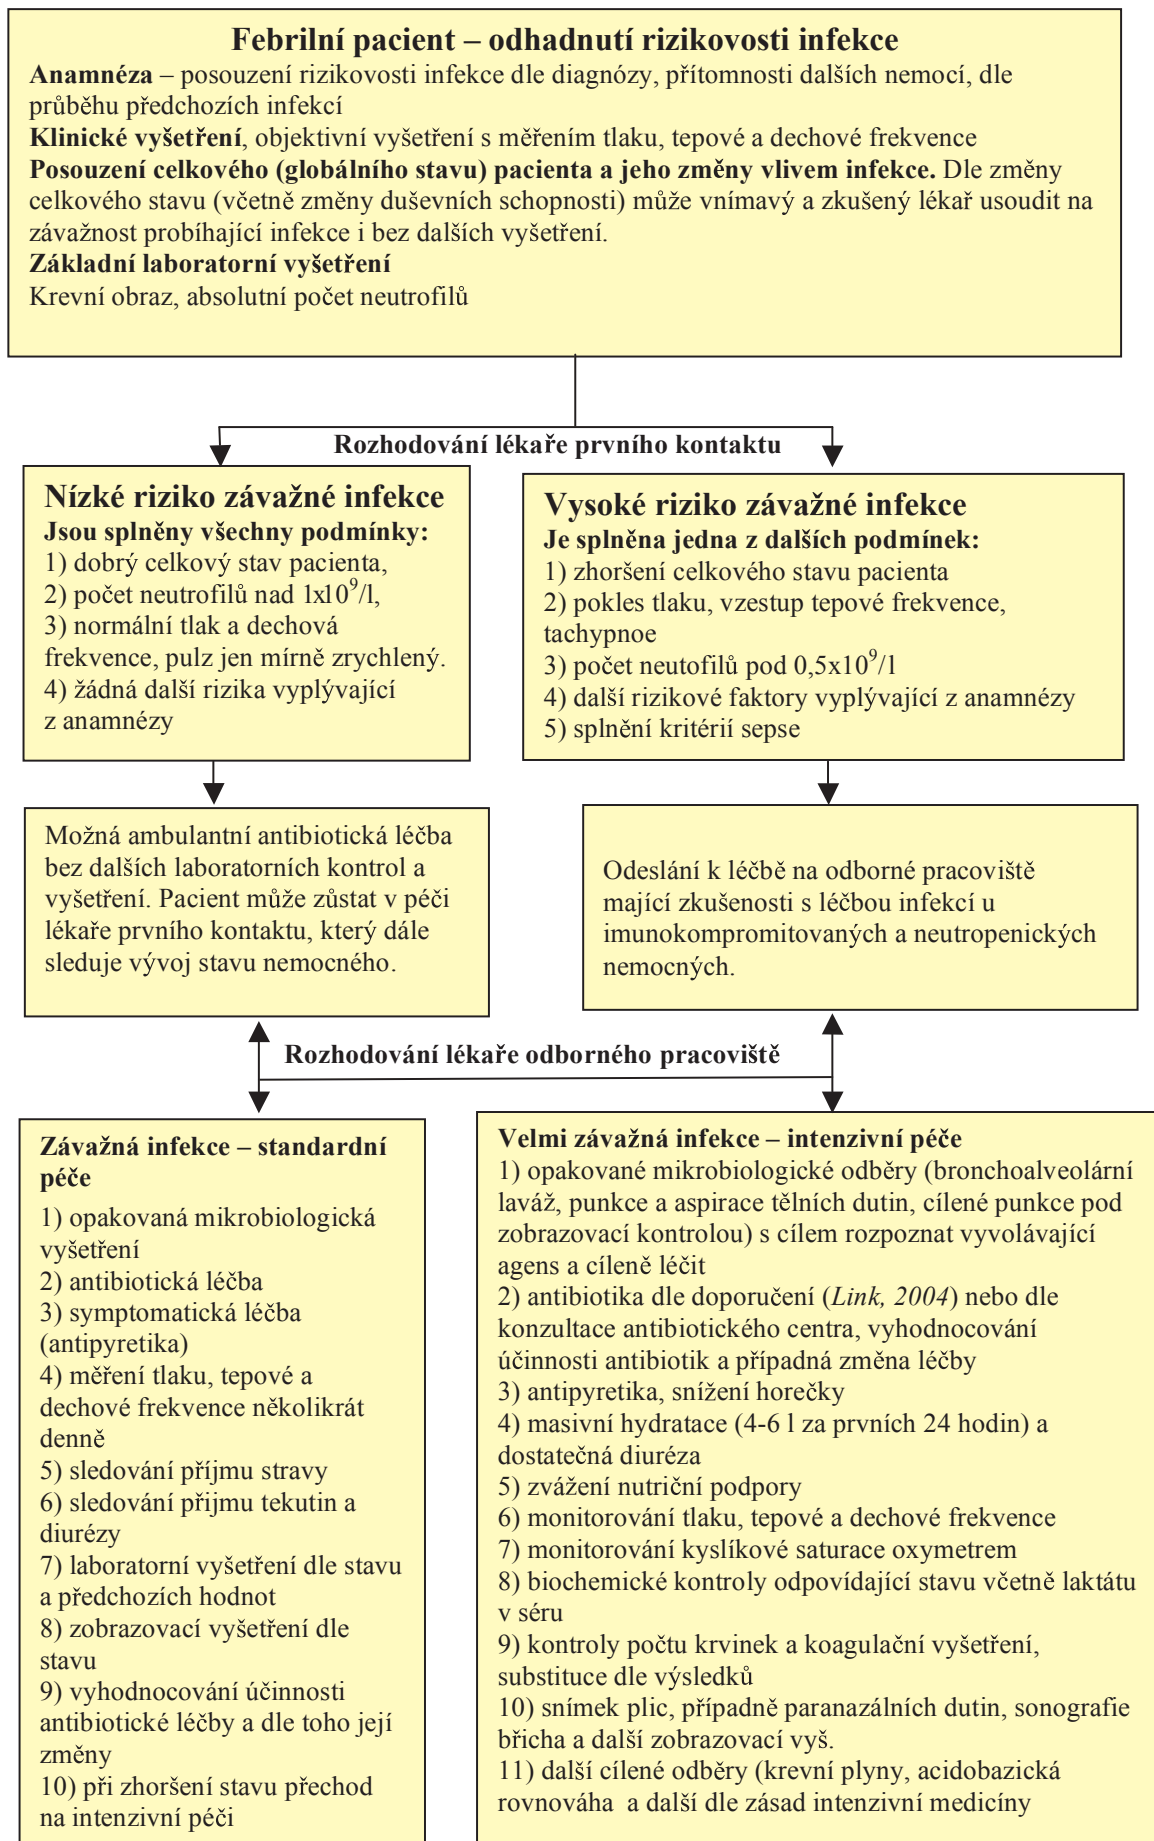 Febrilní pacient – odhadnutí rizikovosti infekce
Anamnéza – posouzení rizikovosti infekce dle diagnózy, přítomnosti dalších nemocí, dle
průběhu předchozích infekcí
Klinické vyšetření, objektivní vyšetření s měřením tlaku, tepové a dechové frekvence
Posouzení celkového (globálního stavu) pacienta a jeho změny vlivem infekce. Dle změny
celkového stavu (včetně změny duševních schopnosti) může vnímavý a zkušený lékař usoudit na
závažnost probíhající infekce i bez dalších vyšetření.
Základní laboratorní vyšetření
Krevní obraz, absolutní počet neutrofilů
Rozhodování lékaře prvního kontaktu
Nízké riziko závažné infekce
Jsou splněny všechny podmínky:
1) dobrý celkový stav pacienta,
2) počet neutrofilů nad 1x10⁹/l,
3) normální tlak a dechová
frekvence, pulz jen mírně zrychlený.
4) žádná další rizika vyplývající
z anamnézy
Vysoké riziko závažné infekce
Je splněna jedna z dalších podmínek:
1) zhoršení celkového stavu pacienta
2) pokles tlaku, vzestup tepové frekvence,
tachypnoe
3) počet neutofilů pod 0,5x10⁹/l
4) další rizikové faktory vyplývající z anamnézy
5) splnění kritérií sepse
Možná ambulantní antibiotická léčba
bez dalších laboratorních kontrol a
vyšetření. Pacient může zůstat v péči
lékaře prvního kontaktu, který dále
sleduje vývoj stavu nemocného.
Odeslání k léčbě na odborné pracoviště
mající zkušenosti s léčbou infekcí u
imunokompromitovaných a neutropenických
nemocných.
Rozhodování lékaře odborného pracoviště
Závažná infekce – standardní
péče
1) opakovaná mikrobiologická
vyšetření
2) antibiotická léčba
3) symptomatická léčba
(antipyretika)
4) měření tlaku, tepové a
dechové frekvence několikrát
denně
5) sledování příjmu stravy
6) sledování přijmu tekutin a
diurézy
7) laboratorní vyšetření dle stavu
a předchozích hodnot
8) zobrazovací vyšetření dle
stavu
9) vyhodnocování účinnosti
antibiotické léčby a dle toho její
změny
10) při zhoršení stavu přechod
na intenzivní péči
Velmi závažná infekce – intenzivní péče
1) opakované mikrobiologické odběry (bronchoalveolární
laváž, punkce a aspirace tělních dutin, cílené punkce pod
zobrazovací kontrolou) s cílem rozpoznat vyvolávající
agens a cíleně léčit
2) antibiotika dle doporučení (Link, 2004) nebo dle
konzultace antibiotického centra, vyhodnocování
účinnosti antibiotik a případná změna léčby
3) antipyretika, snížení horečky
4) masivní hydratace (4-6 l za prvních 24 hodin) a
dostatečná diuréza
5) zvážení nutriční podpory
6) monitorování tlaku, tepové a dechové frekvence
7) monitorování kyslíkové saturace oxymetrem
8) biochemické kontroly odpovídající stavu včetně laktátu
v séru
9) kontroly počtu krvinek a koagulační vyšetření,
substituce dle výsledků
10) snímek plic, případně paranazálních dutin, sonografie
břicha a další zobrazovací vyš.
11) další cílené odběry (krevní plyny, acidobazická
rovnováha a další dle zásad intenzivní medicíny